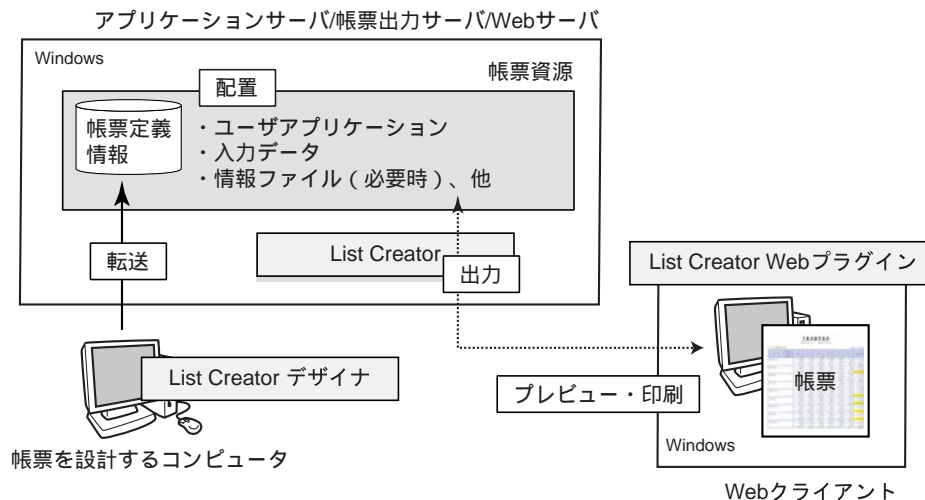 アプリケーションサーバ/帳票出力サーバ/Webサーバ
Windows
帳票資源
配置
帳票定義
情報
・ユーザアプリケーション
・入力データ
・情報ファイル（必要時）、他
List Creator
転送
出力
List Creator Webプラグイン
List Creator デザイナ
帳票
プレビュー・印刷
Windows
帳票を設計するコンピュータ
Webクライアント